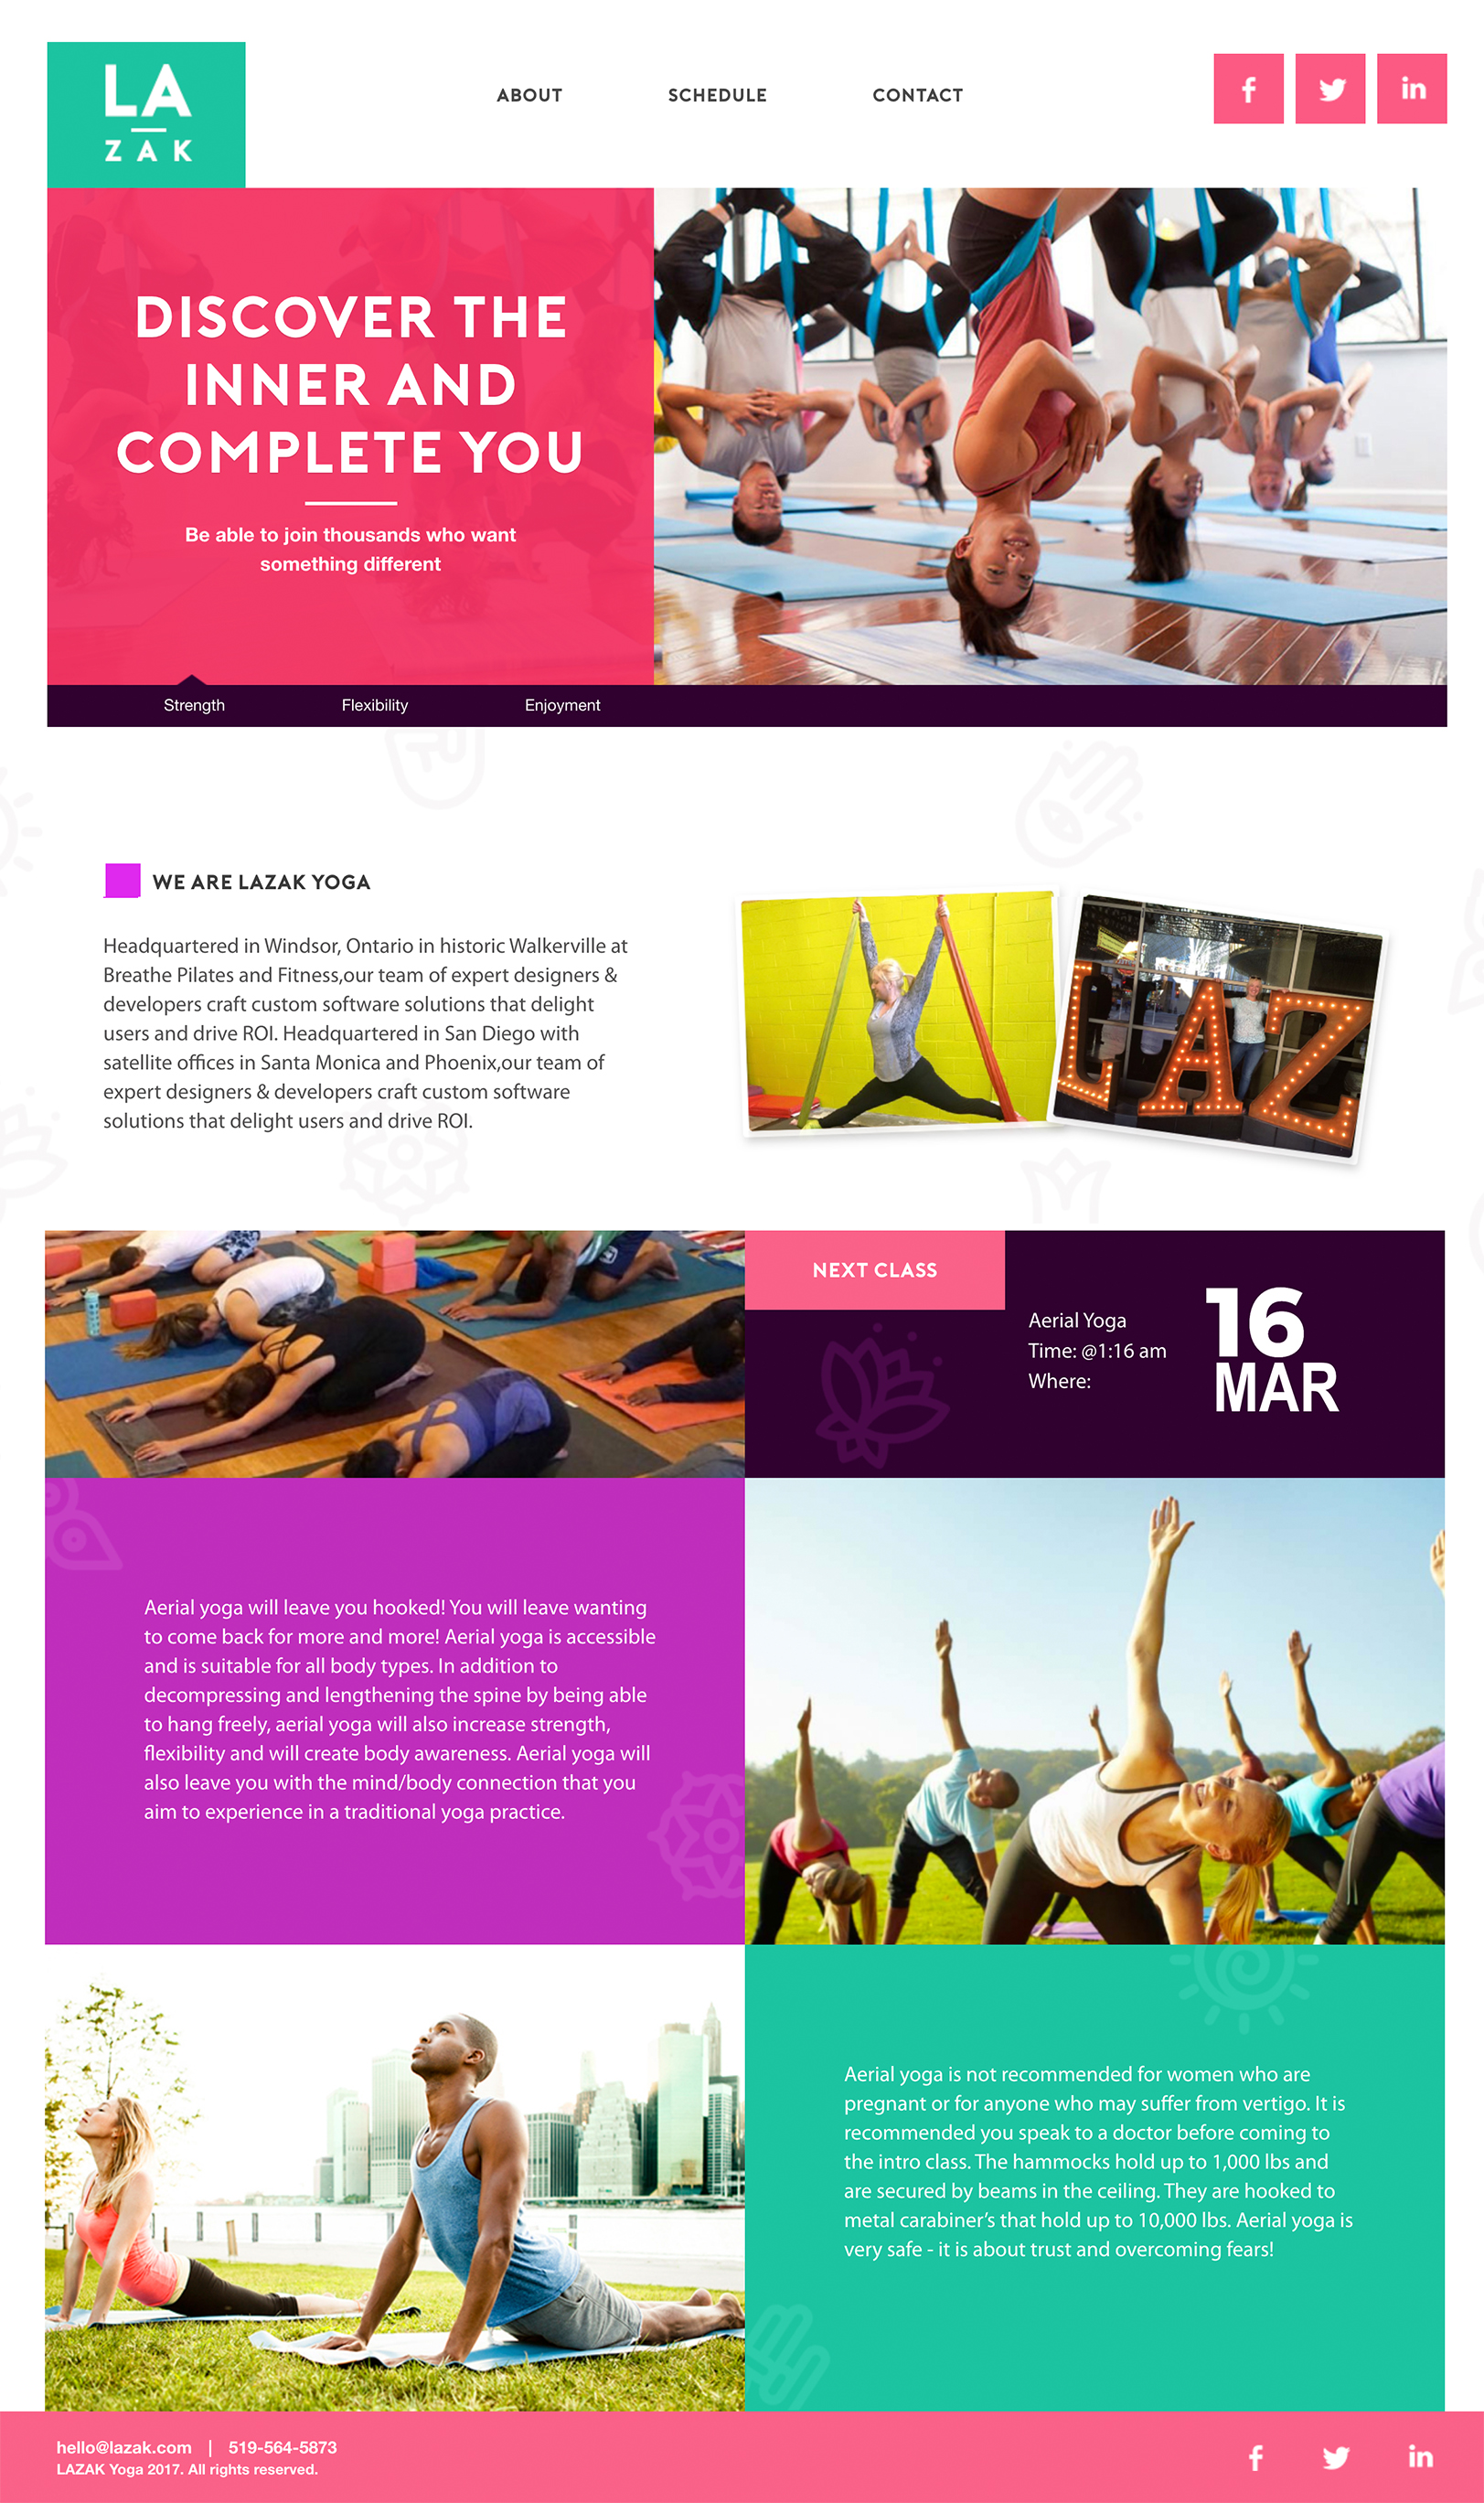 LA
ZAK
ABOUT
SCHEDULE
CONTACT
f
in
DISCOVER THE
INNER AND
COMPLETE YOU
Be able to join thousands who want
something different
Strength
Flexibility
Enjoyment
WE ARE LAZAK YOGA
Headquartered in Windsor, Ontario in historic Walkerville at
Breathe Pilates and Fitness,our team of expert designers &
developers craft custom software solutions that delight
users and drive ROI. Headquartered in San Diego with
satellite offices in Santa Monica and Phoenix,our team of
expert designers & developers craft custom software
solutions that delight users and drive ROI.
LAZ
NEXT CLASS
Aerial Yoga
Time: @1:16 am
Where:
16
MAR
Aerial yoga will leave you hooked! You will leave wanting
to come back for more and more! Aerial yoga is accessible
and is suitable for all body types. In addition to
decompressing and lengthening the spine by being able
to hang freely, aerial yoga will also increase strength,
flexibility and will create body awareness. Aerial yoga will
also leave you with the mind/body connection that you
aim to experience in a traditional yoga practice.
Aerial yoga is not recommended for women who are
pregnant or for anyone who may suffer from vertigo. It is
recommended you speak to a doctor before coming to
the intro class. The hammocks hold up to 1,000 lbs and
are secured by beams in the ceiling. They are hooked to
metal carabiner's that hold up to 10,000 lbs. Aerial yoga is
very safe - it is about trust and overcoming fears!
hello@lazak.com | 519-564-5873
LAZAK Yoga 2017. All rights reserved.
f
in